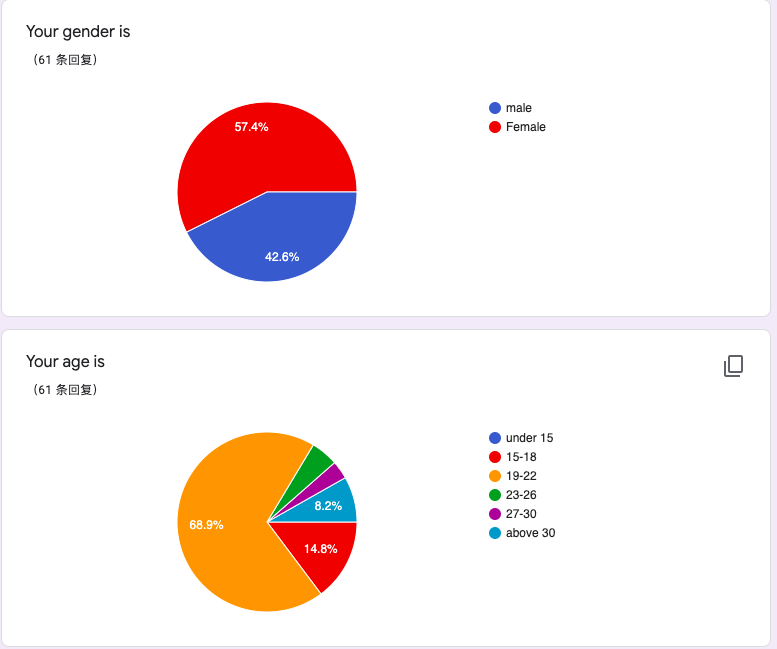 Your gender is
（61 条回复）
male
Female
57.4%
42.6%
Your age is
（61 条回复）
under 15
15-18
19-22
23-26
27-30
above 30
8.2%
68.9%
14.8%